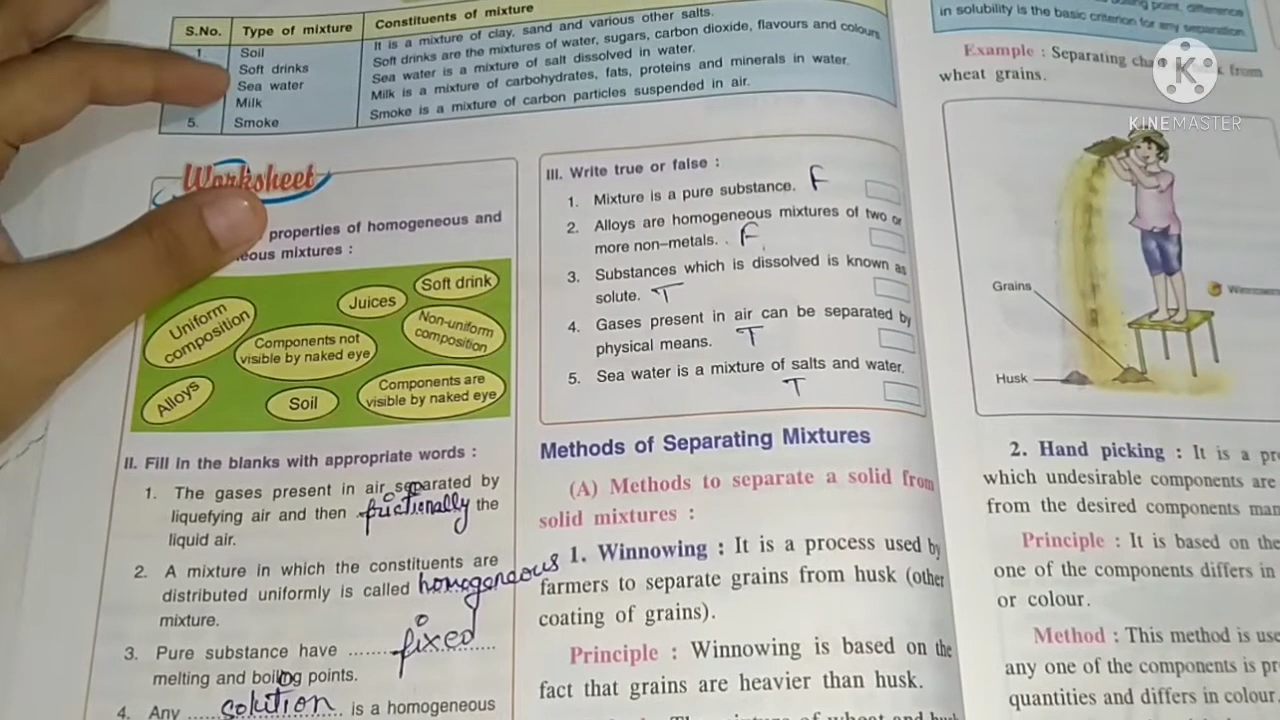 S.No. Type of mixture Constituents of mixture
1 Soil It is a mixture of clay, sand and various other salts.
Soft drinks Soft drinks are the mixtures of water, sugars, carbon dioxide, flavours and colours
Sea water Sea water is a mixture of salt dissolved in water.
Milk Milk is a mixture of carbohydrates, fats, proteins and minerals in water.
5. Smoke Smoke is a mixture of carbon particles suspended in air.
Worksheet
properties of homogeneous and
eous mixtures :
Soft drink
Juices
Uniform
composition
Non-uniform
composition
Components not
visible by naked eye
Alloys
Soil
Components are
visible by naked eye
II. Fill in the blanks with appropriate words :
1. The gases present in air separated by
liquefying air and then frictionally the
liquid air.
2. A mixture in which the constituents are
distributed uniformly is called homogeneous
mixture.
3. Pure substance have ........ fixed
melting and boiling points.
4. Any solution is a homogeneous
III. Write true or false :
1. Mixture is a pure substance. F
2. Alloys are homogeneous mixtures of two or
more non-metals. . F
3. Substances which is dissolved is known as
solute. T
4. Gases present in air can be separated by
physical means. T
5. Sea water is a mixture of salts and water.
T
Methods of Separating Mixtures
(A) Methods to separate a solid from
solid mixtures :
1. Winnowing : It is a process used by
farmers to separate grains from husk (other
coating of grains).
Principle : Winnowing is based on the
fact that grains are heavier than husk.
point, difference
in solubility is the basic criterion for any separation
Example : Separating from
wheat grains.
KINEMASTER
Grains
Husk
2. Hand picking : It is a pr
which undesirable components are
from the desired components man
Principle : It is based on the
one of the components differs in
or colour.
Method : This method is use
any one of the components is pr
quantities and differs in colour.